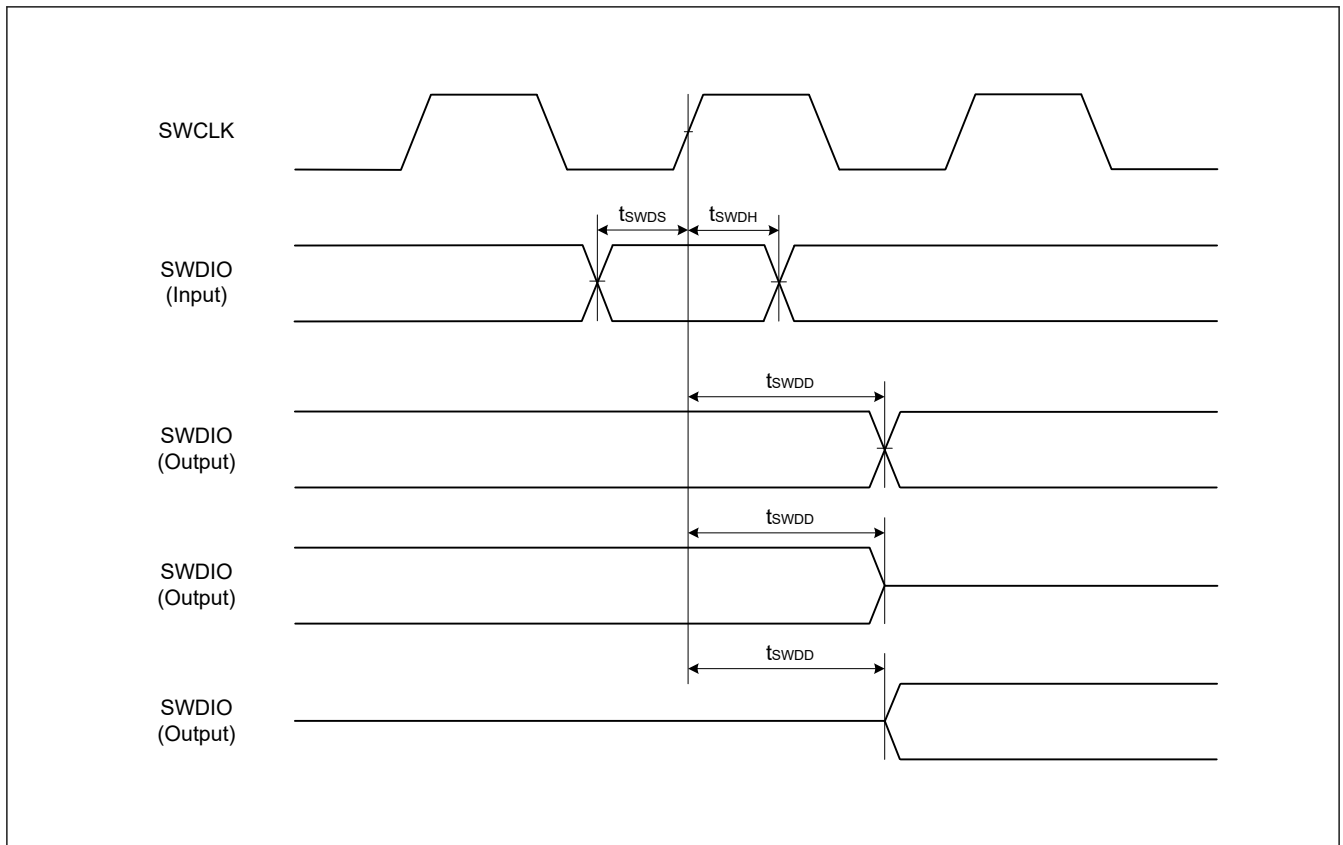 SWCLK
tSWDS
tSWDH
SWDIO
(Input)
tSWDD
SWDIO
(Output)
tSWDD
SWDIO
(Output)
tSWDD
SWDIO
(Output)